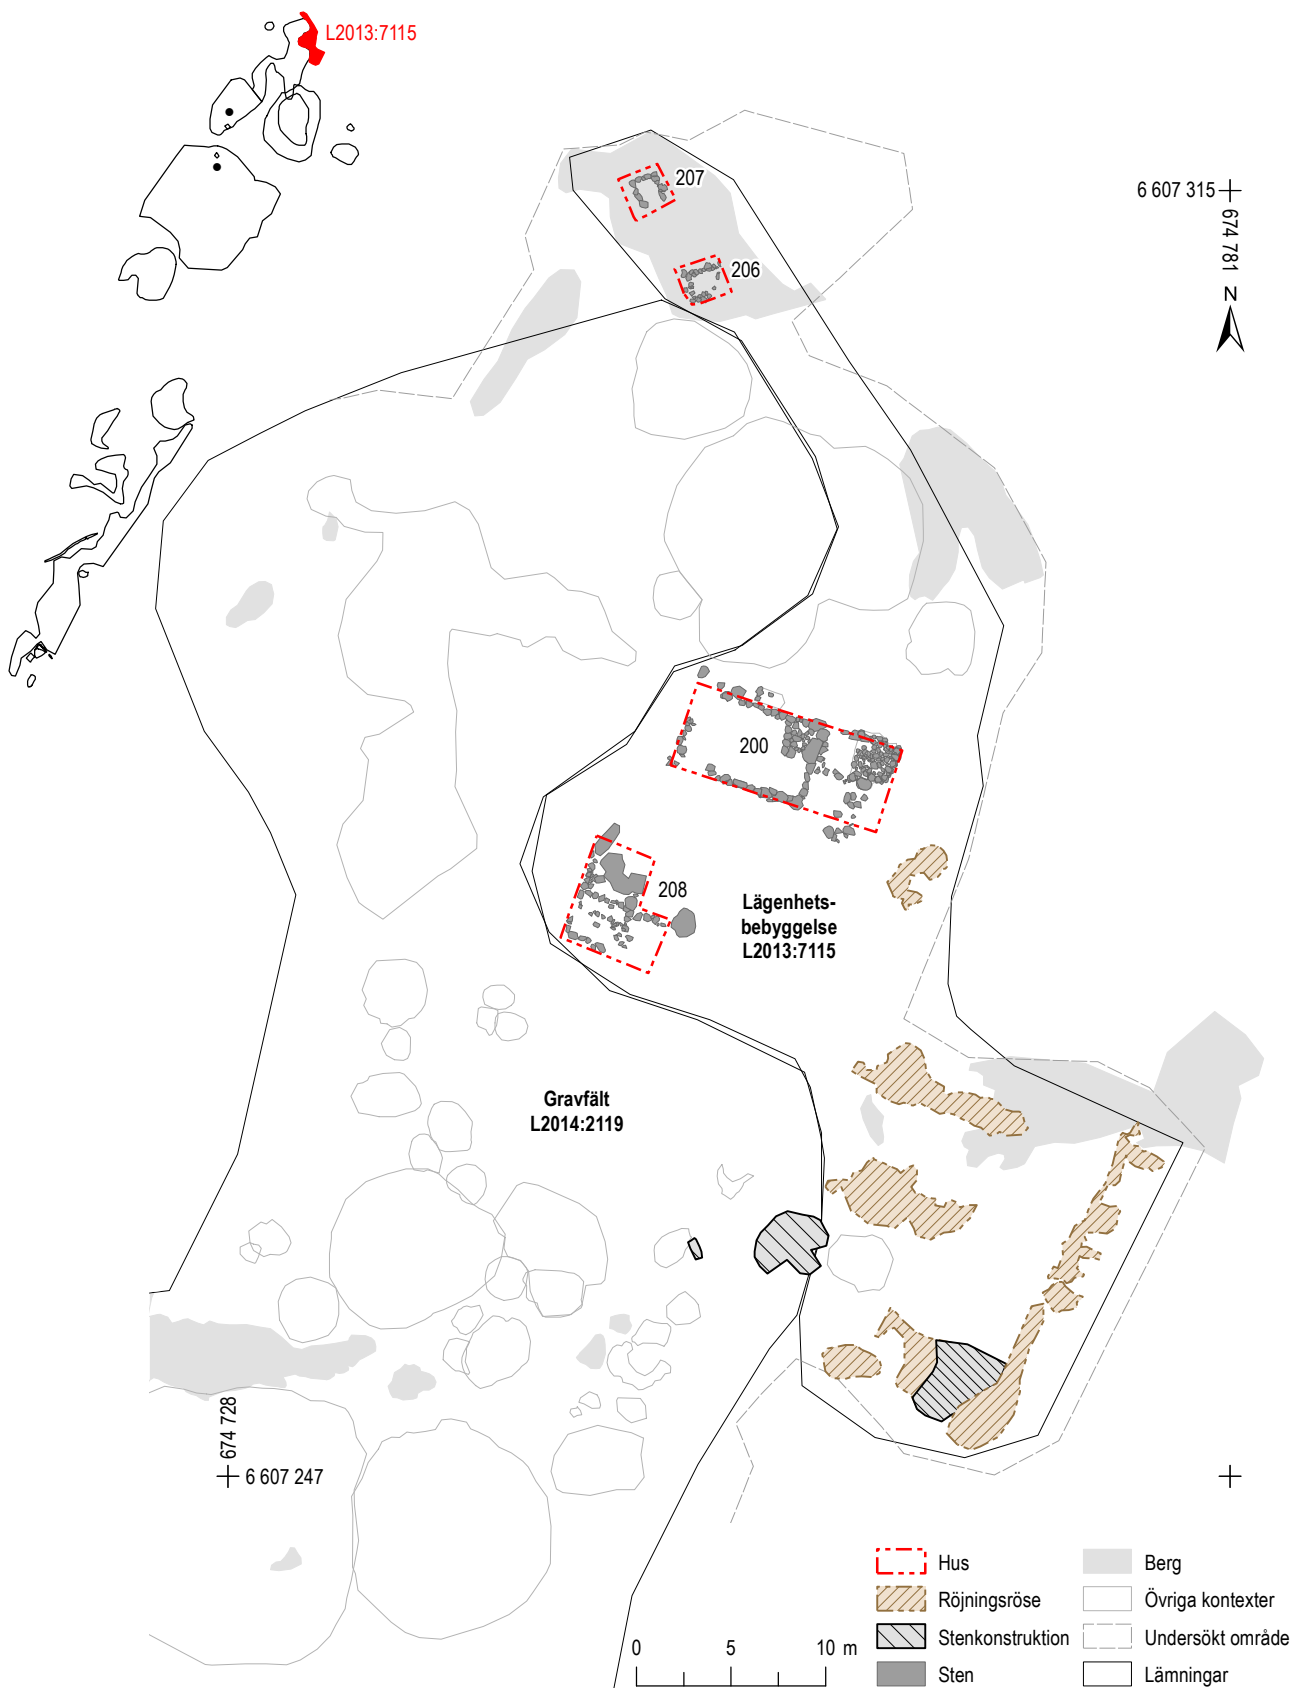 L2013:7115
207
6 607 315
674 781
206
N
200
208
Lägenhets-
bebyggelse
L2013:7115
Gravfält
L2014:2119
674 728
6 607 247
Hus
Röjningsröse
Stenkonstruktion
Sten
Berg
Övriga kontexter
Undersökt område
Lämningar
0 5 10 m